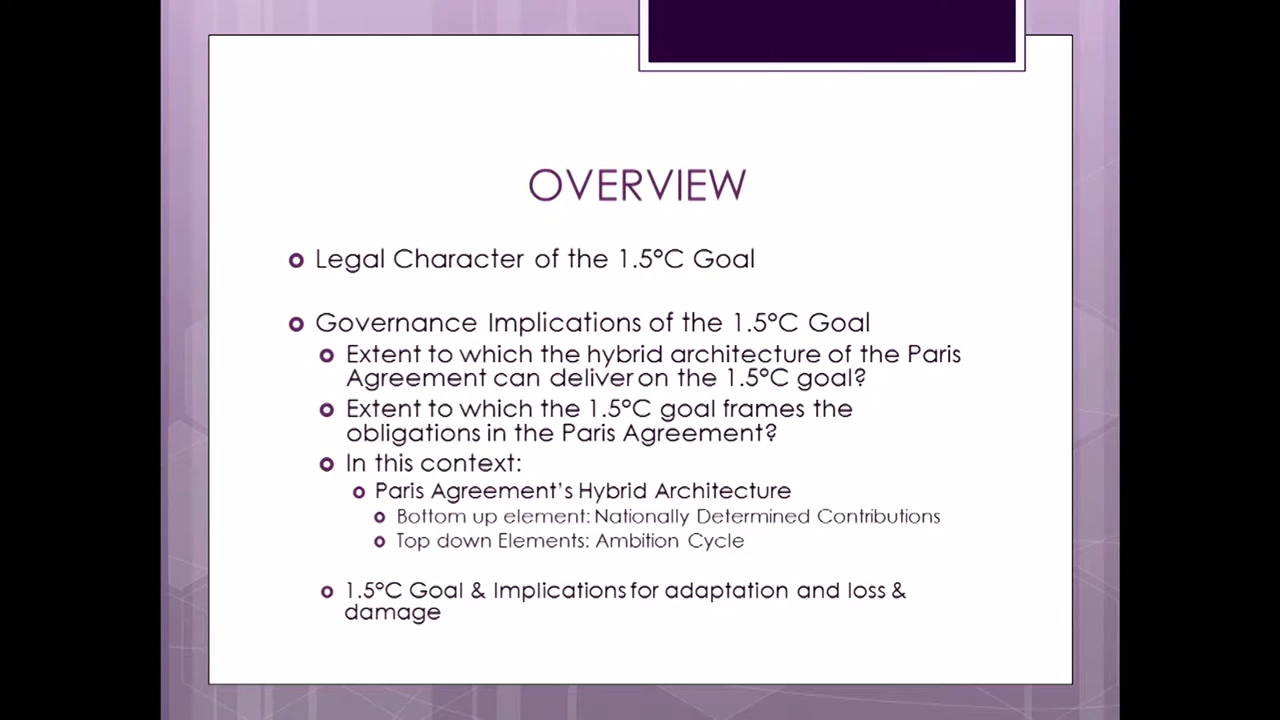 OVERVIEW
Legal Character of the 1.5°C Goal
Governance Implications of the 1.5°C Goal
Extent to which the hybrid architecture of the Paris
Agreement can deliver on the 1.5°C goal?
Extent to which the 1.5°C goal frames the
obligations in the Paris Agreement?
In this context:
Paris Agreement's Hybrid Architecture
Bottom up element: Nationally Determined Contributions
Top down Elements: Ambition Cycle
1.5°C Goal & Implications for adaptation and loss &
damage